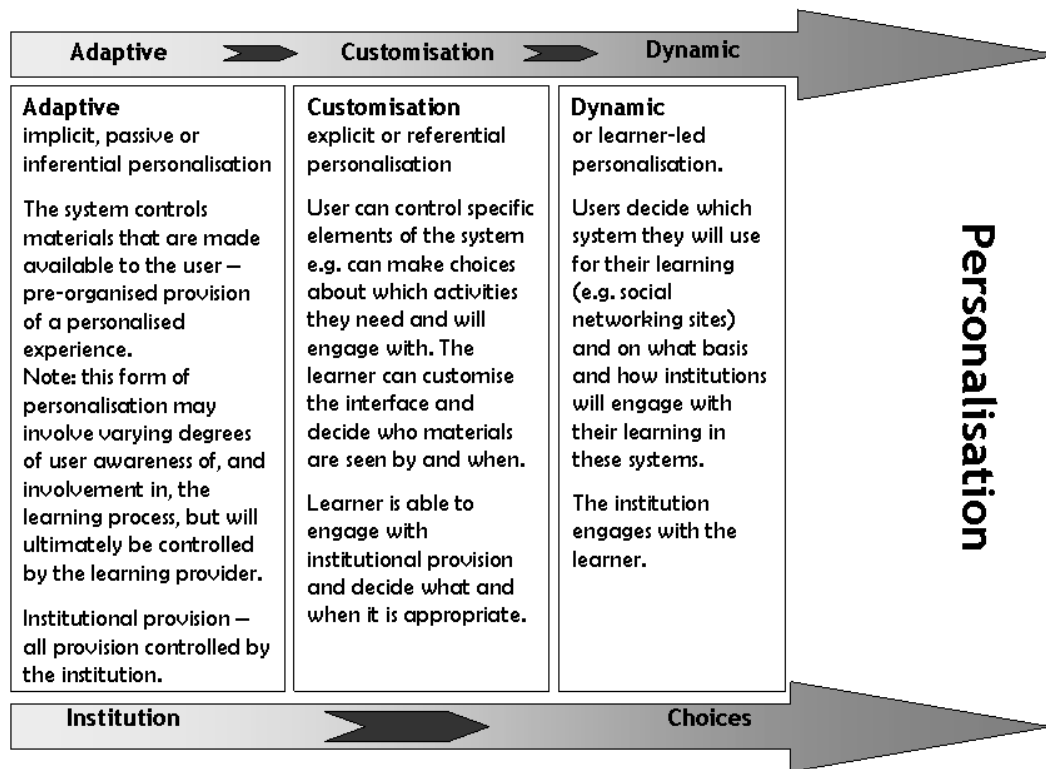 Adaptive
Customisation
Dynamic
Adaptive
implicit, passive or
inferential personalisation
The system controls
materials that are made
available to the user –
pre-organised provision
of a personalised
experience.
Note: this form of
personalisation may
involve varying degrees
of user awareness of, and
involvement in, the
learning process, but will
ultimately be controlled
by the learning provider.
Institutional provision –
all provision controlled by
the institution.
Customisation
explicit or referential
personalisation
User can control specific
elements of the system
e.g. can make choices
about which activities
they need and will
engage with. The
learner can customise
the interface and
decide who materials
are seen by and when.
Learner is able to
engage with
institutional provision
and decide what and
when it is appropriate.
Dynamic
or learner-led
personalisation.
Users decide which
system they will use
for their learning
(e.g. social
networking sites)
and on what basis
and how institutions
will engage with
their learning in
these systems.
The institution
engages with the
learner.
Personalisation
Institution
Choices